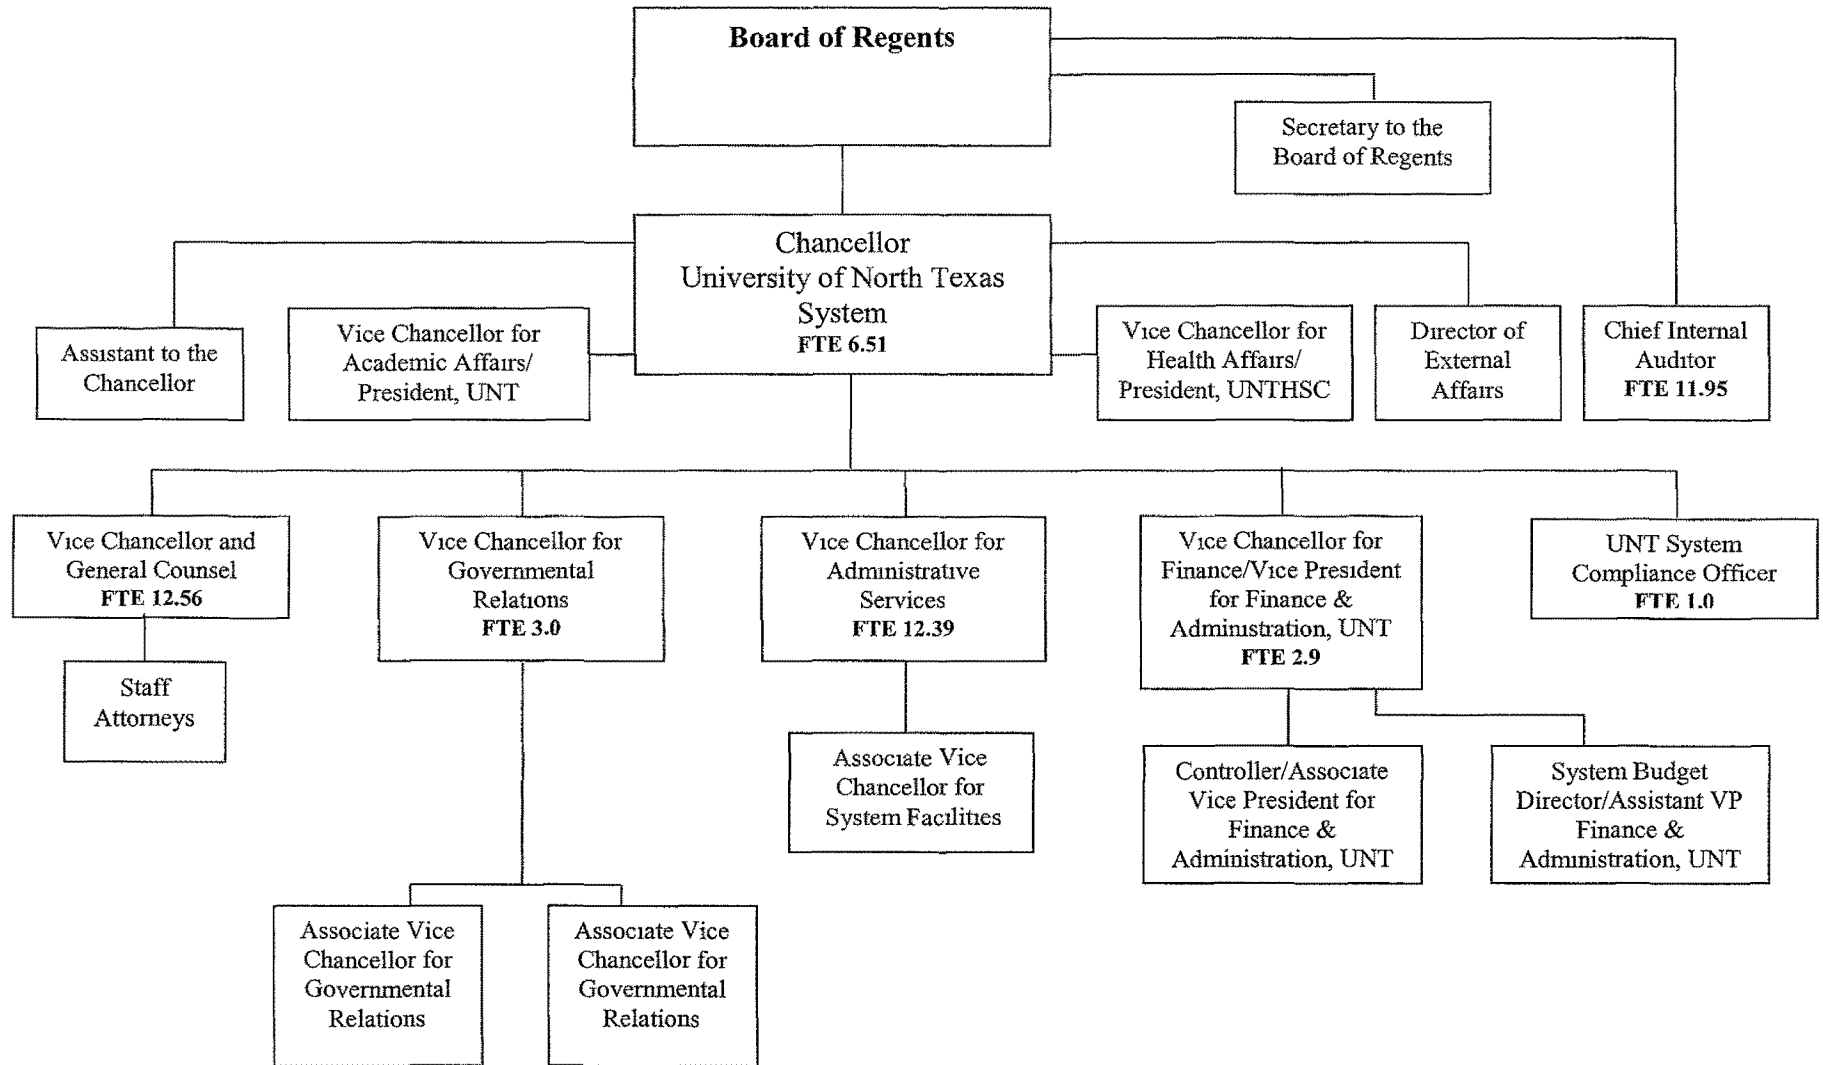 Board of Regents
Secretary to the
Board of Regents
Chancellor
University of North Texas
System
FTE 6.51
Assistant to the
Chancellor
Vice Chancellor for
Academic Affairs/
President, UNT
Vice Chancellor for
Health Affairs/
President, UNTHSC
Director of
External
Affairs
Chief Internal
Auditor
FTE 11.95
Vice Chancellor and
General Counsel
FTE 12.56
Vice Chancellor for
Governmental
Relations
FTE 3.0
Vice Chancellor for
Administrative
Services
FTE 12.39
Vice Chancellor for
Finance/Vice President
for Finance &
Administration, UNT
FTE 2.9
UNT System
Compliance Officer
FTE 1.0
Staff
Attorneys
Associate Vice
Chancellor for
System Facilities
Controller/Associate
Vice President for
Finance &
Administration, UNT
System Budget
Director/Assistant VP
Finance &
Administration, UNT
Associate Vice
Chancellor for
Governmental
Relations
Associate Vice
Chancellor for
Governmental
Relations